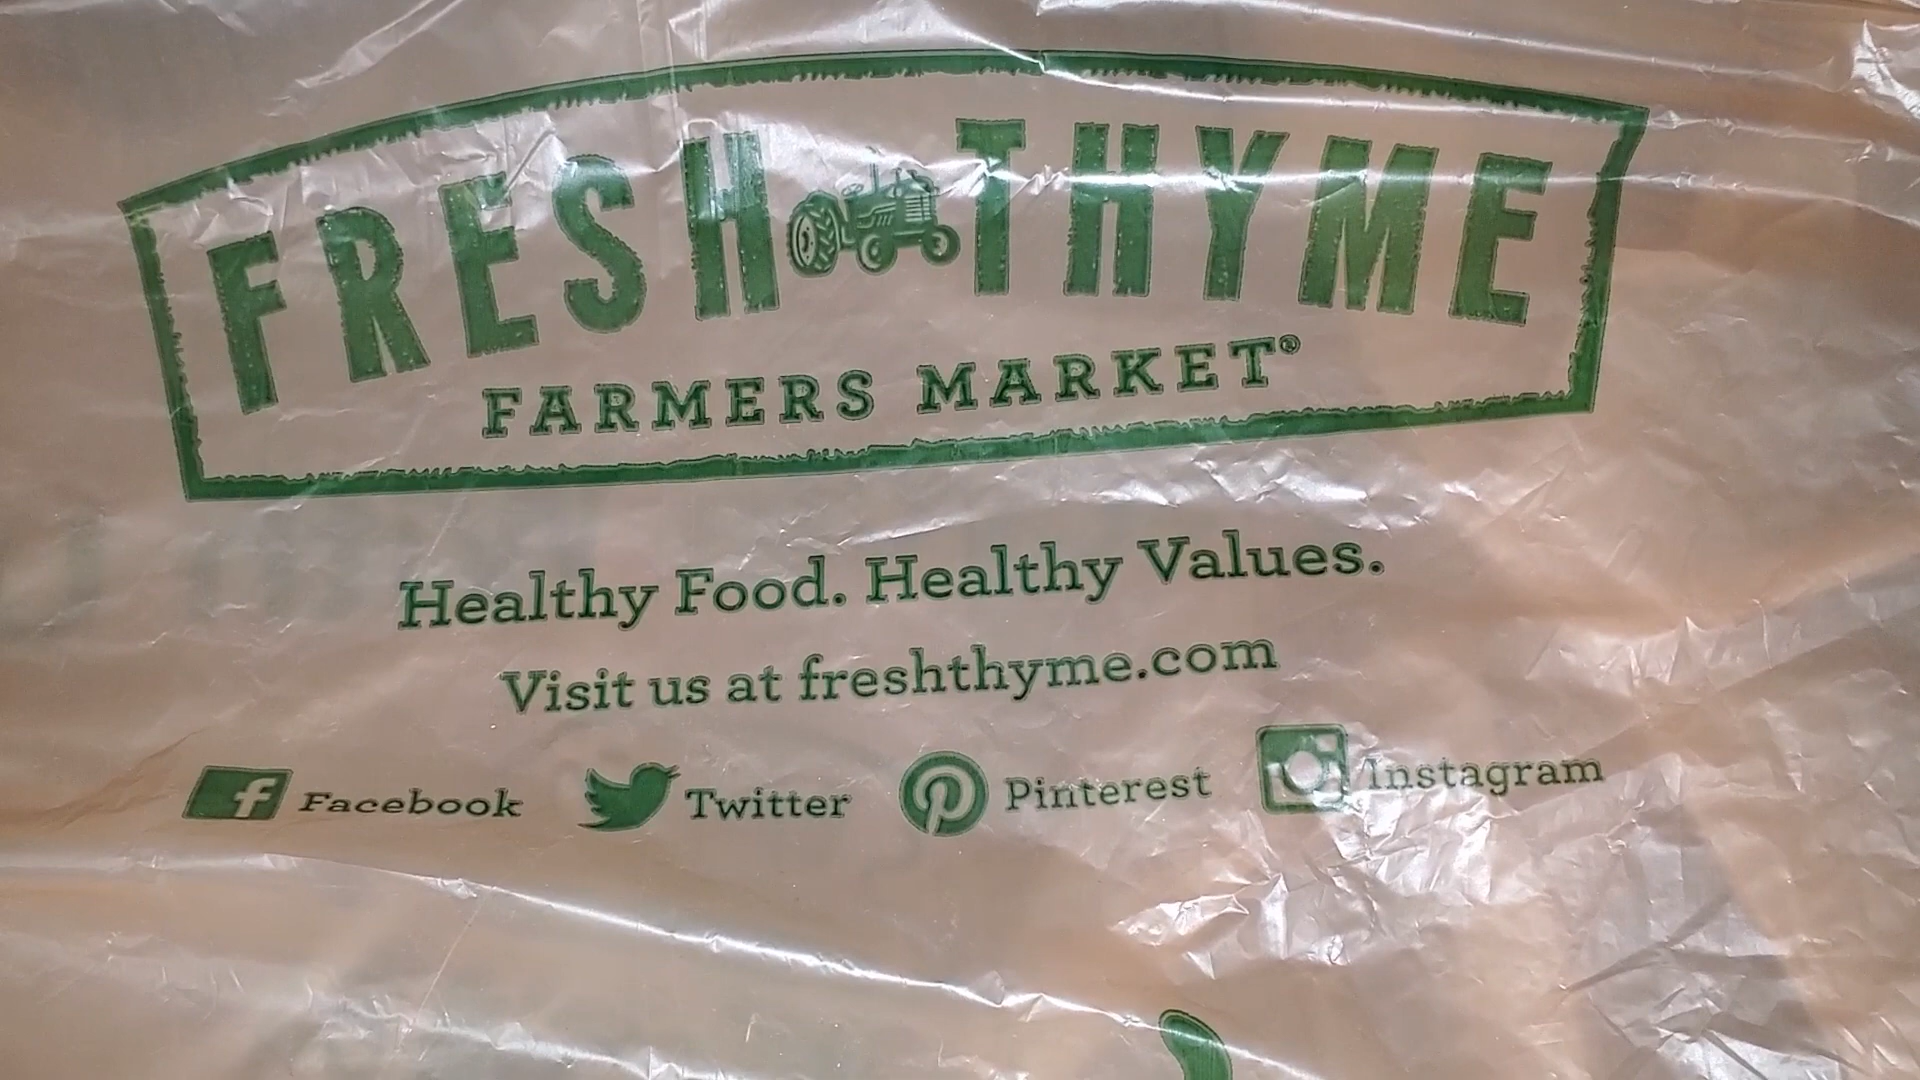 FRESH THYME
FARMERS MARKET®
Healthy Food. Healthy Values.
Visit us at freshthyme.com
Facebook Twitter Pinterest Instagram